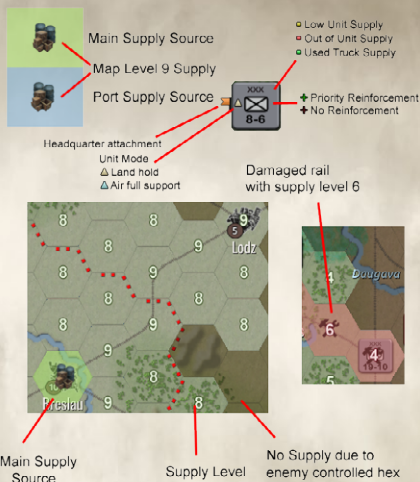 Main Supply Source
Map Level 9 Supply
Port Supply Source
Low Unit Supply
Out of Unit Supply
Used Truck Supply
XXX
8-6
Priority Reinforcement
No Reinforcement
Headquarter attachment
Unit Mode
Land hold
Air full support
Damaged rail
with supply level 6
8 8 9
5
Lodz
8 8 9
8 9 8
8 8 9
9
8
Breslau
9 8
8
4
Daugava
6
4
19-10
5
Main Supply
Source
Supply Level
No Supply due to
enemy controlled hex